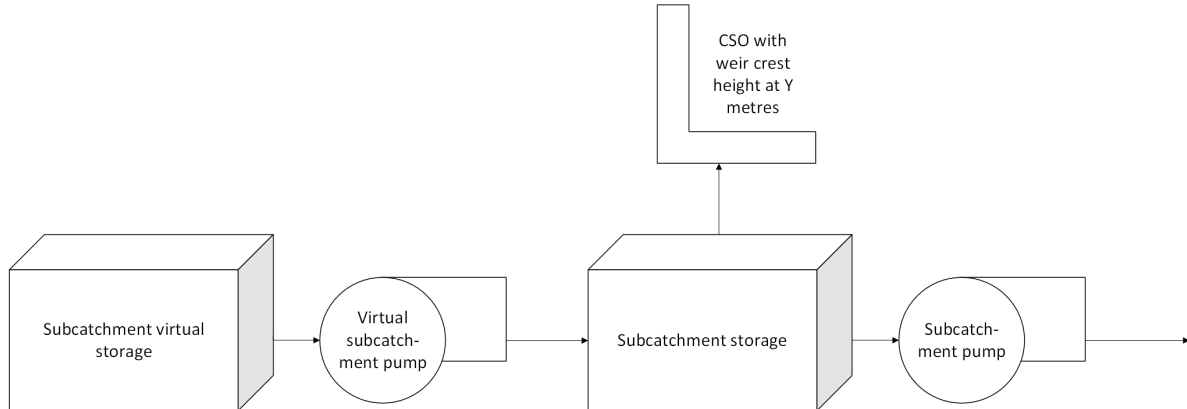 CSO with
weir crest
height at Y
metres
Subcatchment virtual
storage
Virtual
subcatch-
ment pump
Subcatchment storage
Subcatch-
ment pump